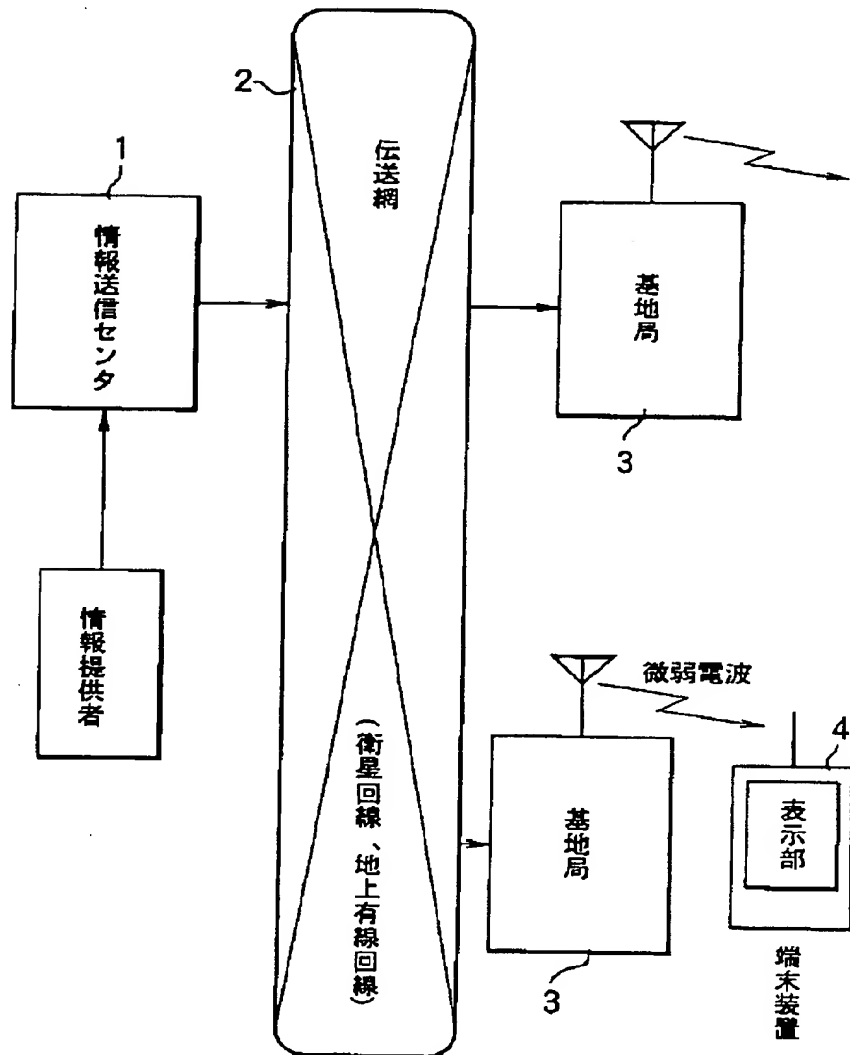 1
情報送信センタ
情報提供者
2
伝送網
(衛星回線、地上有線回線)
基地局
3
微弱電波
基地局
3
4
表示部
端末装置